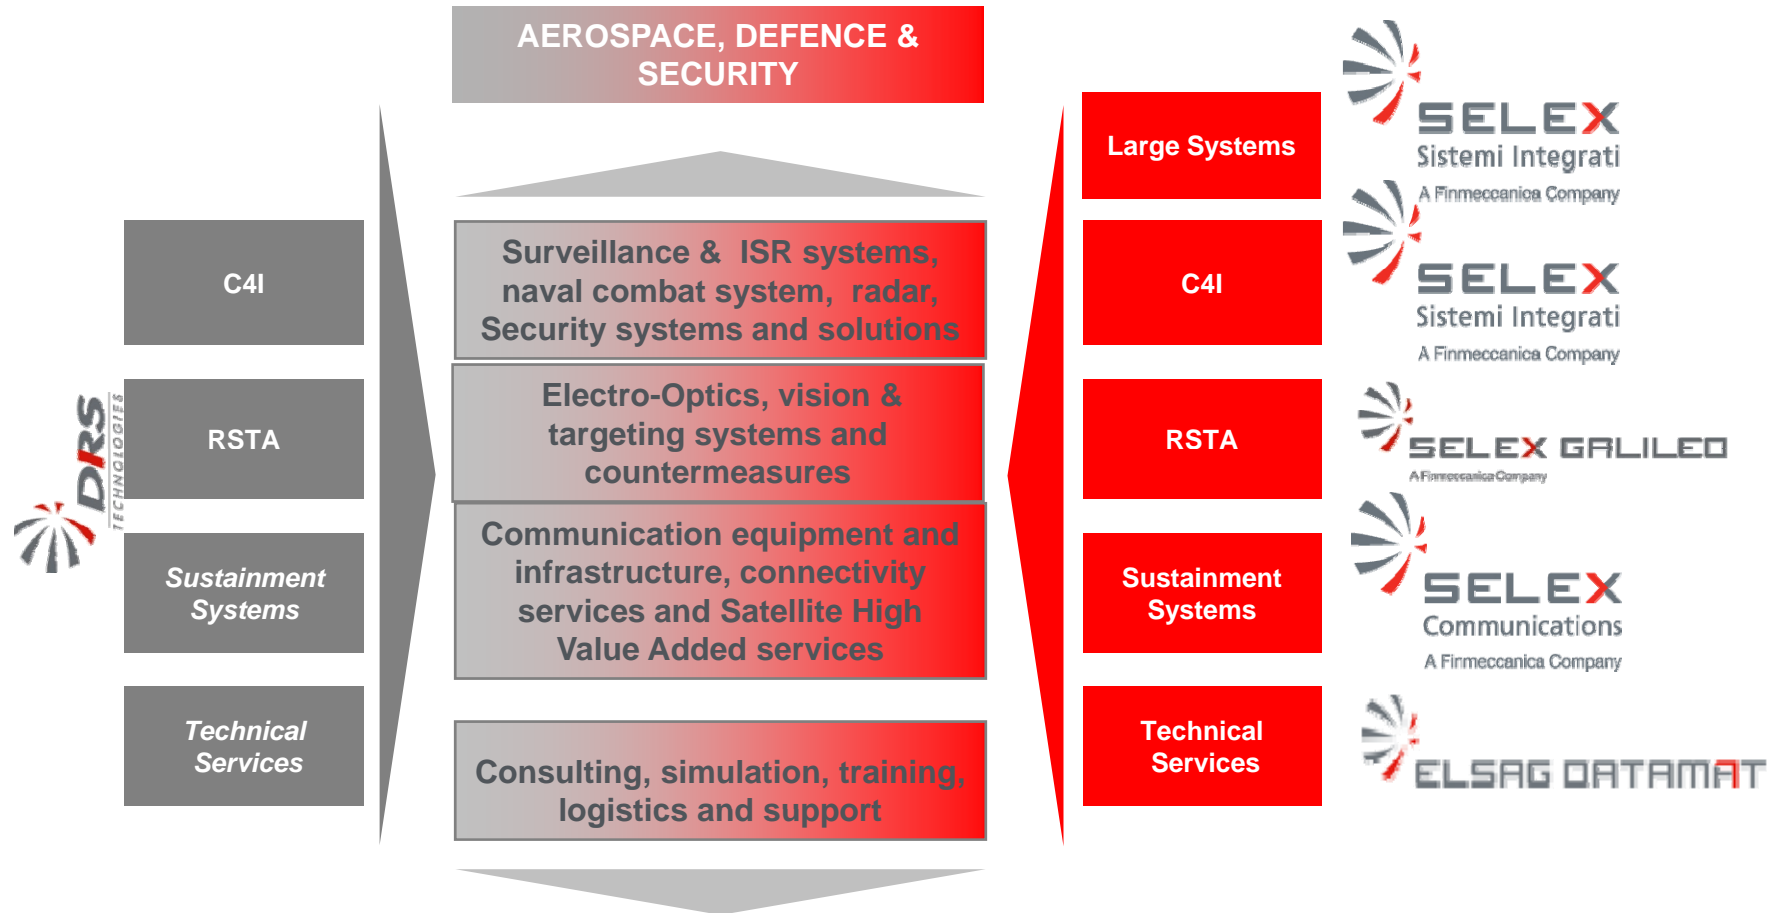 AEROSPACE, DEFENCE &
SECURITY
DRS
TECHNOLOGIES
C4I
RSTA
Sustainment
Systems
Technical
Services
Surveillance & ISR systems,
naval combat system, radar,
Security systems and solutions
Electro-Optics, vision &
targeting systems and
countermeasures
Communication equipment and
infrastructure, connectivity
services and Satellite High
Value Added services
Consulting, simulation, training,
logistics and support
Large Systems
C4I
RSTA
Sustainment
Systems
Technical
Services
SELEX
Sistemi Integrati
A Finmeccanica Company
SELEX
Sistemi Integrati
A Finmeccanica Company
SELEX GALILEO
A Finmeccanica Company
SELEX
Communications
A Finmeccanica Company
ELSAG DATAMAT